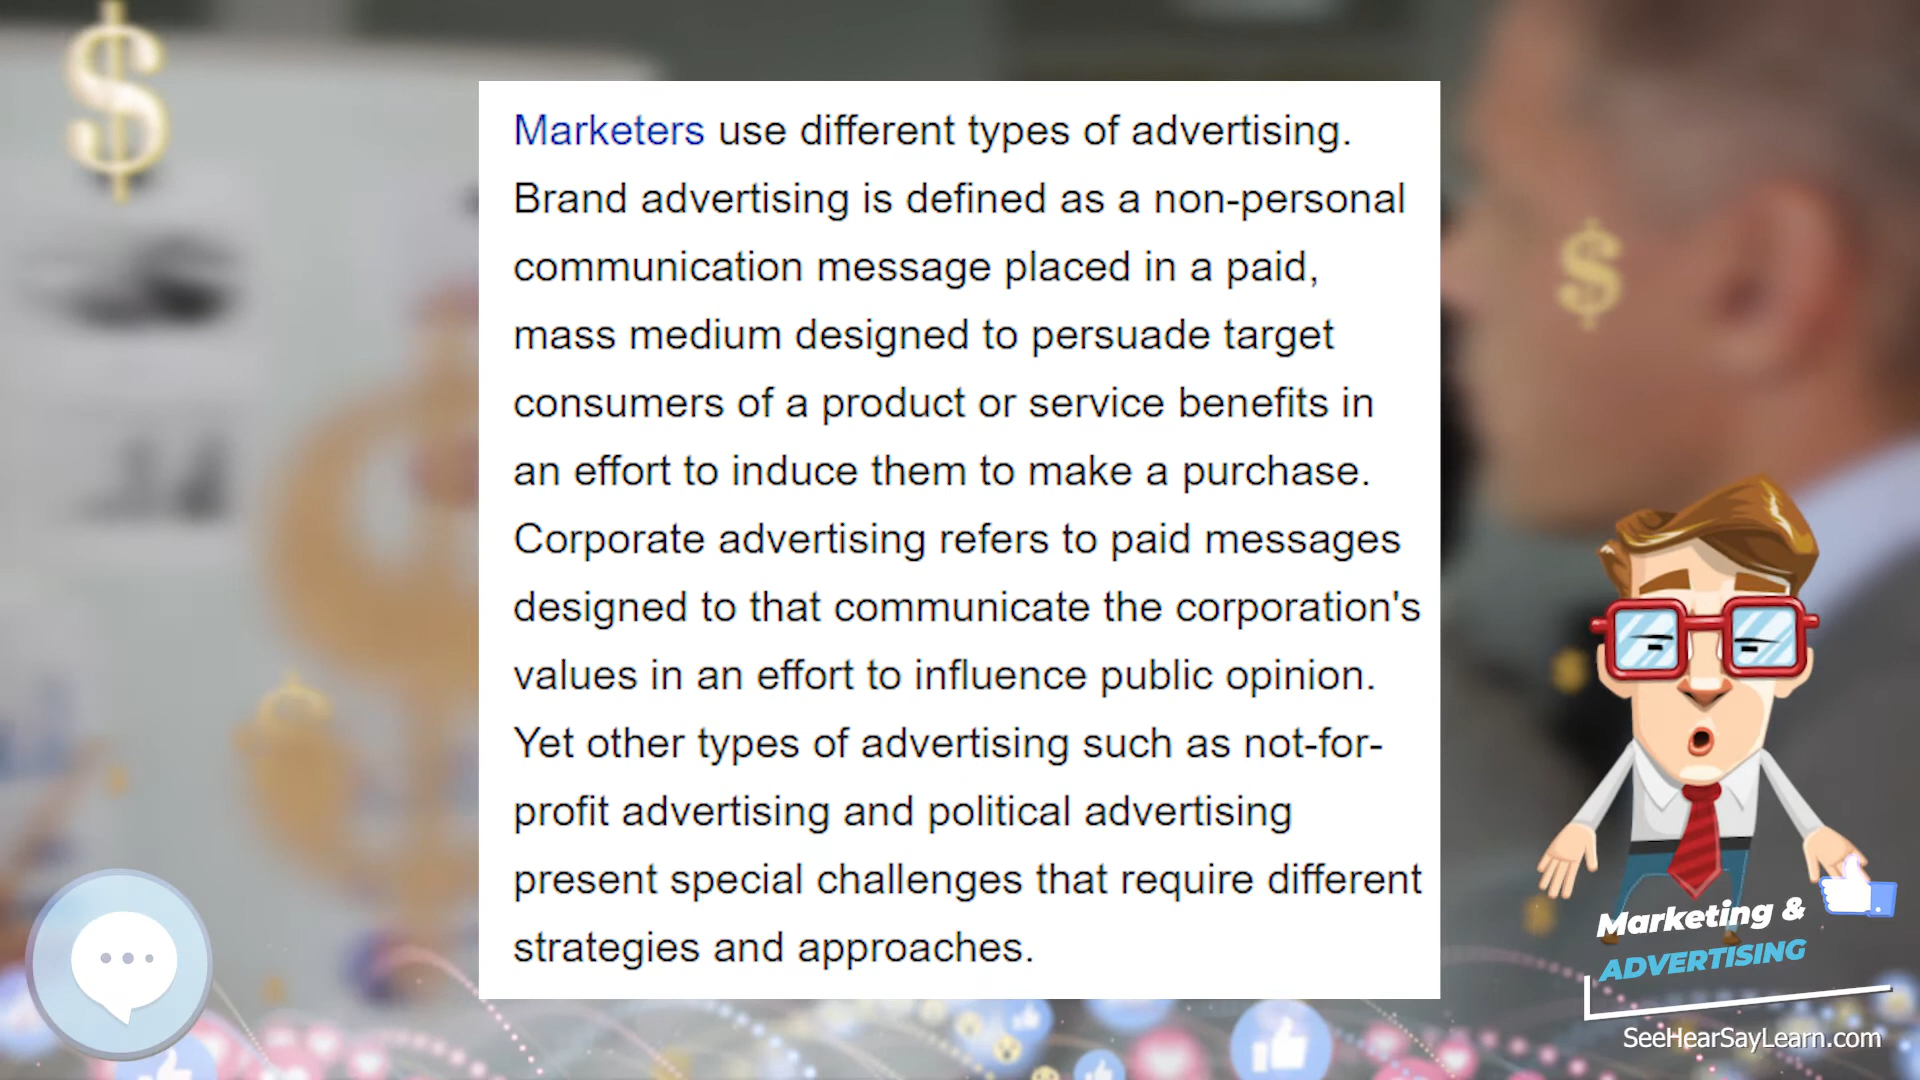 Marketers use different types of advertising.
Brand advertising is defined as a non-personal
communication message placed in a paid,
mass medium designed to persuade target
consumers of a product or service benefits in
an effort to induce them to make a purchase.
Corporate advertising refers to paid messages
designed to that communicate the corporation's
values in an effort to influence public opinion.
Yet other types of advertising such as not-for-
profit advertising and political advertising
present special challenges that require different
strategies and approaches.
Marketing &
ADVERTISING
SeeHearSayLearn.com